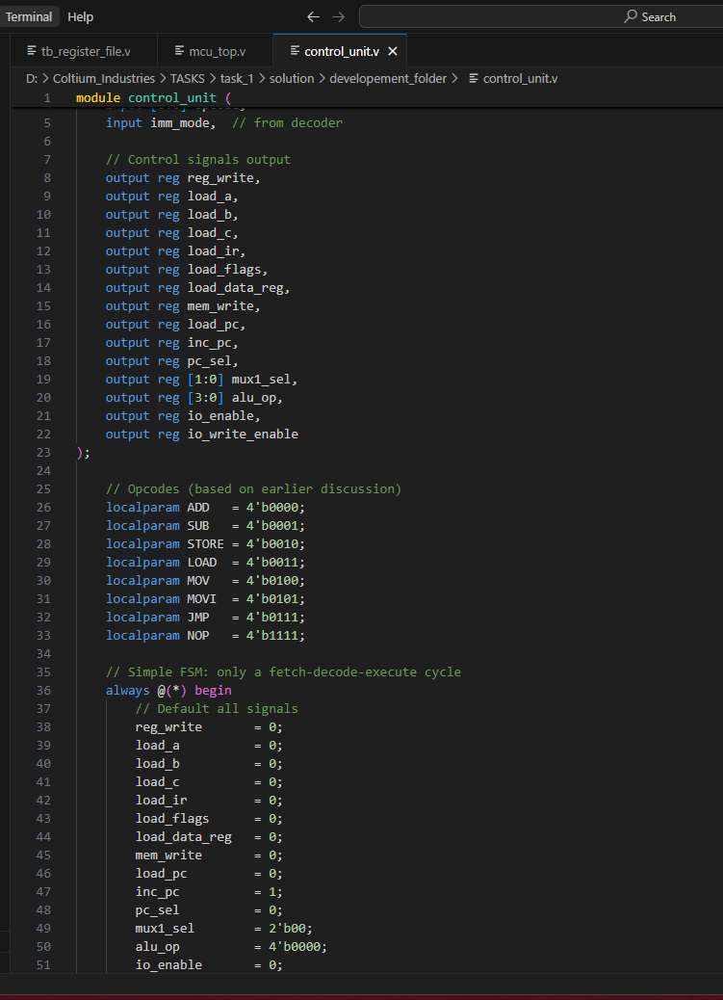 Terminal Help ← → Search
tb_register_file.v mcu_top.v control_unit.v ×
D: > Coltium_Industries > TASKS > task_1 > solution > developement_folder > control_unit.v
1 module control_unit (
5 input imm_mode, // from decoder
6
7 // Control signals output
8 output reg reg_write,
9 output reg load_a,
10 output reg load_b,
11 output reg load_c,
12 output reg load_ir,
13 output reg load_flags,
14 output reg load_data_reg,
15 output reg mem_write,
16 output reg load_pc,
17 output reg inc_pc,
18 output reg pc_sel,
19 output reg [1:0] mux1_sel,
20 output reg [3:0] alu_op,
21 output reg io_enable,
22 output reg io_write_enable
23 );
24
25 // Opcodes (based on earlier discussion)
26 localparam ADD = 4'b0000;
27 localparam SUB = 4'b0001;
28 localparam STORE = 4'b0010;
29 localparam LOAD = 4'b0011;
30 localparam MOV = 4'b0100;
31 localparam MOVI = 4'b0101;
32 localparam JMP = 4'b0111;
33 localparam NOP = 4'b1111;
34
35 // Simple FSM: only a fetch-decode-execute cycle
36 always @(*) begin
37 // Default all signals
38 reg_write = 0;
39 load_a = 0;
40 load_b = 0;
41 load_c = 0;
42 load_ir = 0;
43 load_flags = 0;
44 load_data_reg = 0;
45 mem_write = 0;
46 load_pc = 0;
47 inc_pc = 1;
48 pc_sel = 0;
49 mux1_sel = 2'b00;
50 alu_op = 4'b0000;
51 io_enable = 0;